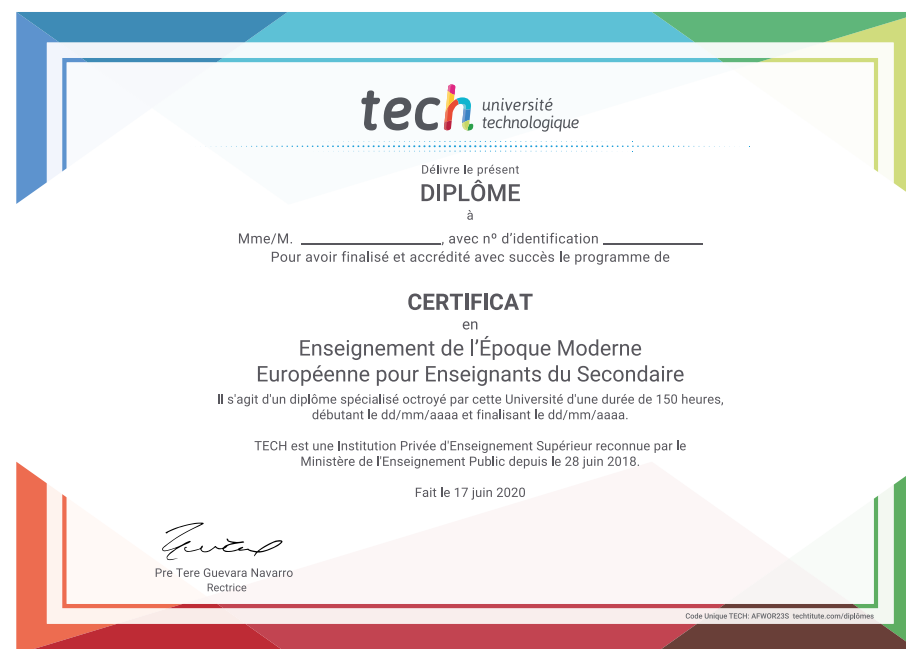 tech université
technologique
Délivre le présent
DIPLÔME
à
Mme/M. ____________________, avec nº d'identification ______________
Pour avoir finalisé et accrédité avec succès le programme de
CERTIFICAT
en
Enseignement de l'Époque Moderne
Européenne pour Enseignants du Secondaire
Il s'agit d'un diplôme spécialisé octroyé par cette Université d'une durée de 150 heures,
débutant le dd/mm/aaaa et finalisant le dd/mm/aaaa.
TECH est une Institution Privée d'Enseignement Supérieur reconnue par le
Ministère de l'Enseignement Public depuis le 28 juin 2018.
Fait le 17 juin 2020
Pre Tere Guevara Navarro
Rectrice
Code Unique TECH: AFWOR23S techtitute.com/diplômes